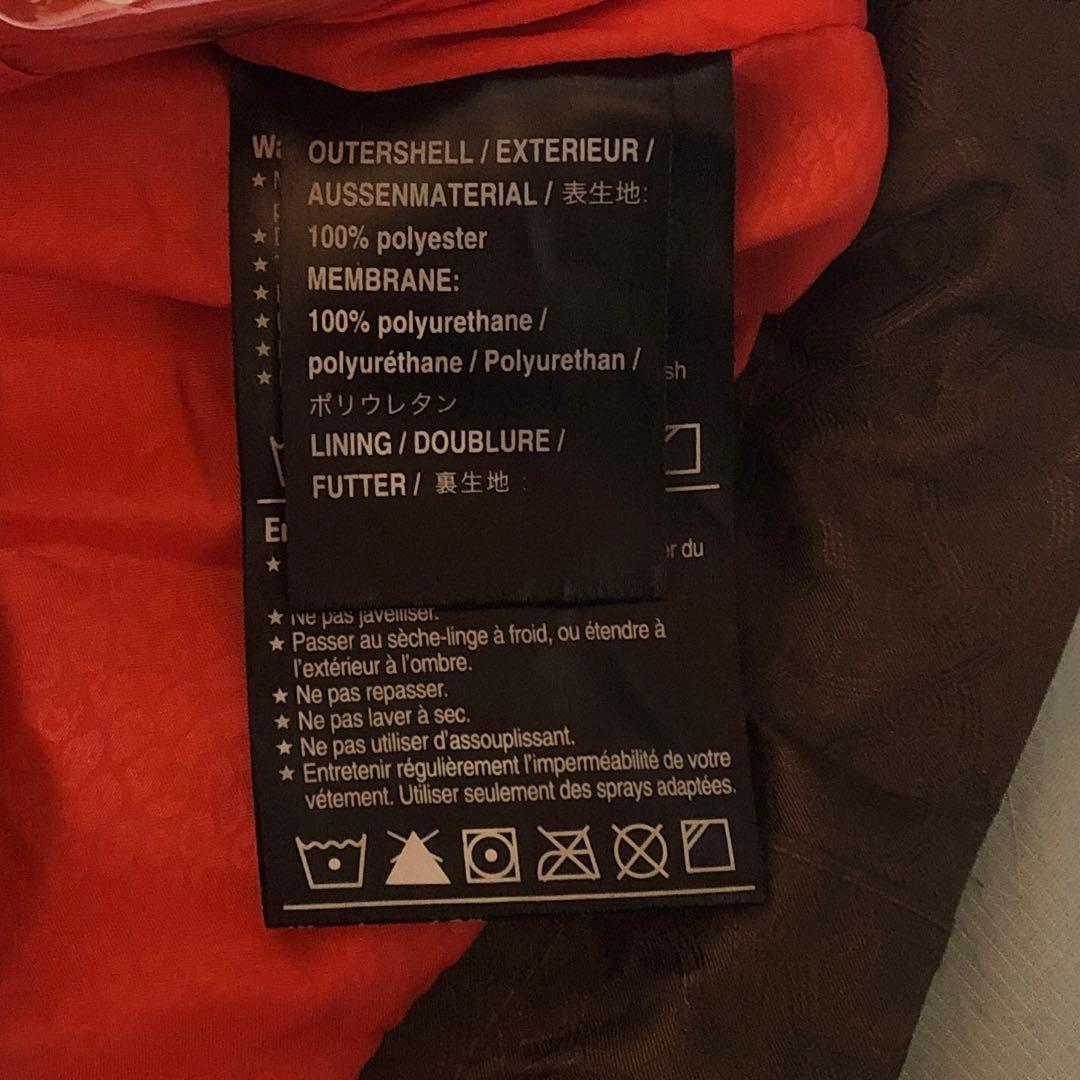 OUTERSHELL / EXTERIEUR /
AUSSENMATERIAL / 表生地:
100% polyester
MEMBRANE:
100% polyurethane /
polyuréthane / Polyurethan /
ポリウレタン
LINING / DOUBLURE /
FUTTER / 裏生地 :
★ Ne pas javelliser.
★ Passer au sèche-linge à froid, ou étendre à
l'extérieur à l'ombre.
★ Ne pas repasser.
★ Ne pas laver à sec.
★ Ne pas utiliser d'assouplissant.
★ Entretenir régulièrement l'imperméabilité de votre
vêtement. Utiliser seulement des sprays adaptées.